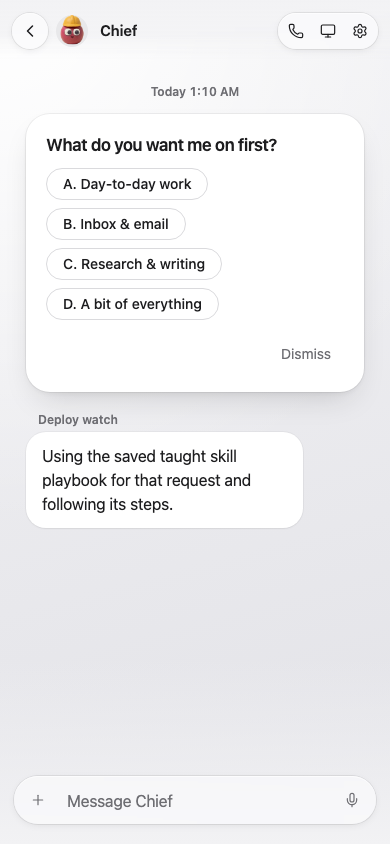 Chief
Today 1:10 AM
What do you want me on first?
A. Day-to-day work
B. Inbox & email
C. Research & writing
D. A bit of everything
Dismiss
Deploy watch
Using the saved taught skill
playbook for that request and
following its steps.
Message Chief